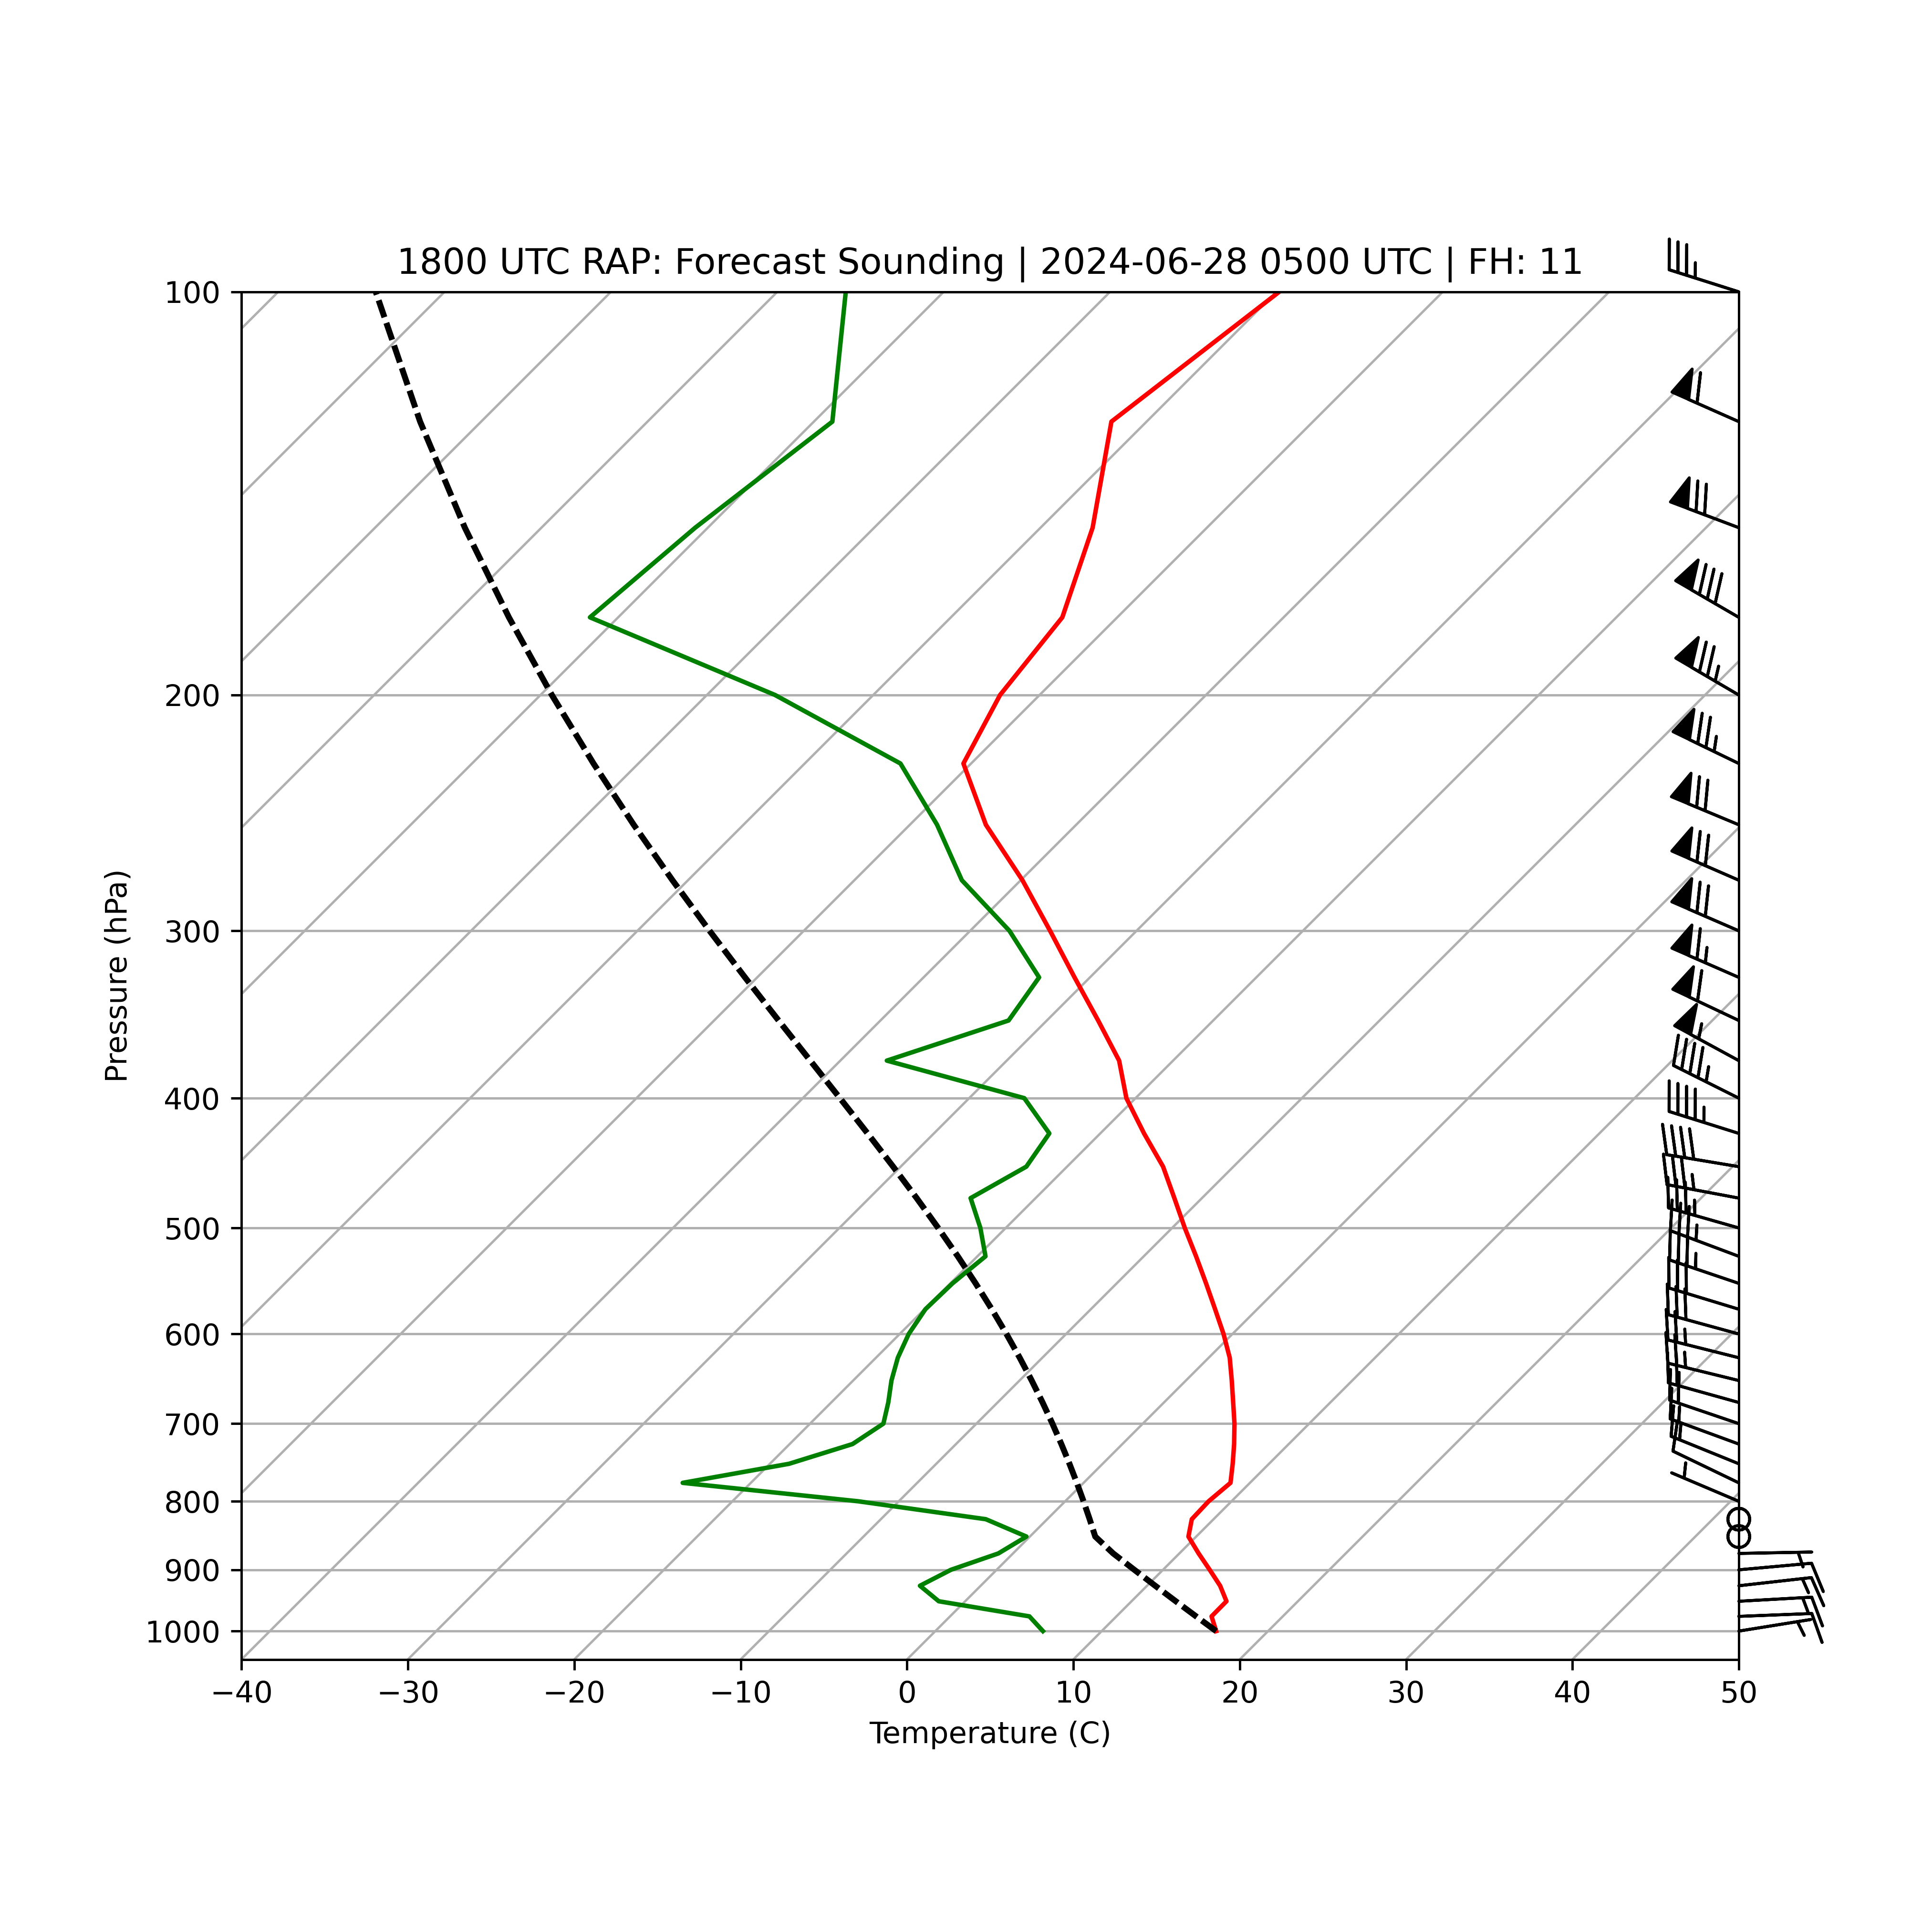 1800 UTC RAP: Forecast Sounding | 2024-06-28 0500 UTC | FH: 11
100
200
300
400
500
600
700
800
900
1000
Pressure (hPa)
−40 −30 −20 −10 0 10 20 30 40 50
Temperature (C)